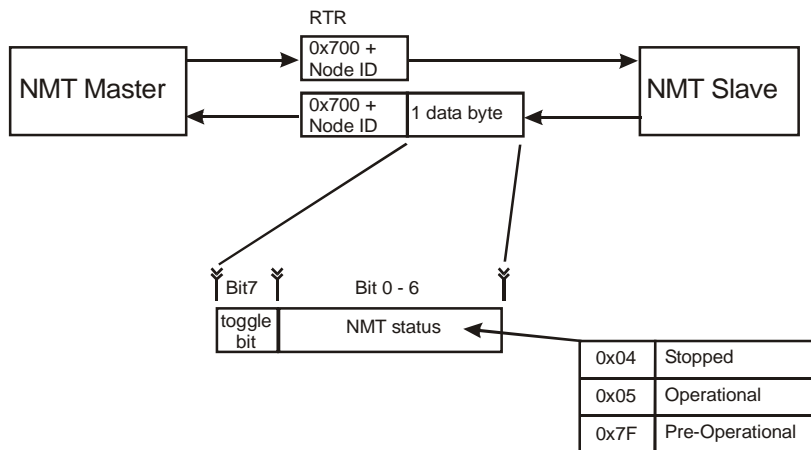 RTR
0x700 +
Node ID
NMT Master
NMT Slave
0x700 +
Node ID
1 data byte
Bit7
Bit 0 - 6
toggle
bit
NMT status
0x04 Stopped
0x05 Operational
0x7F Pre-Operational